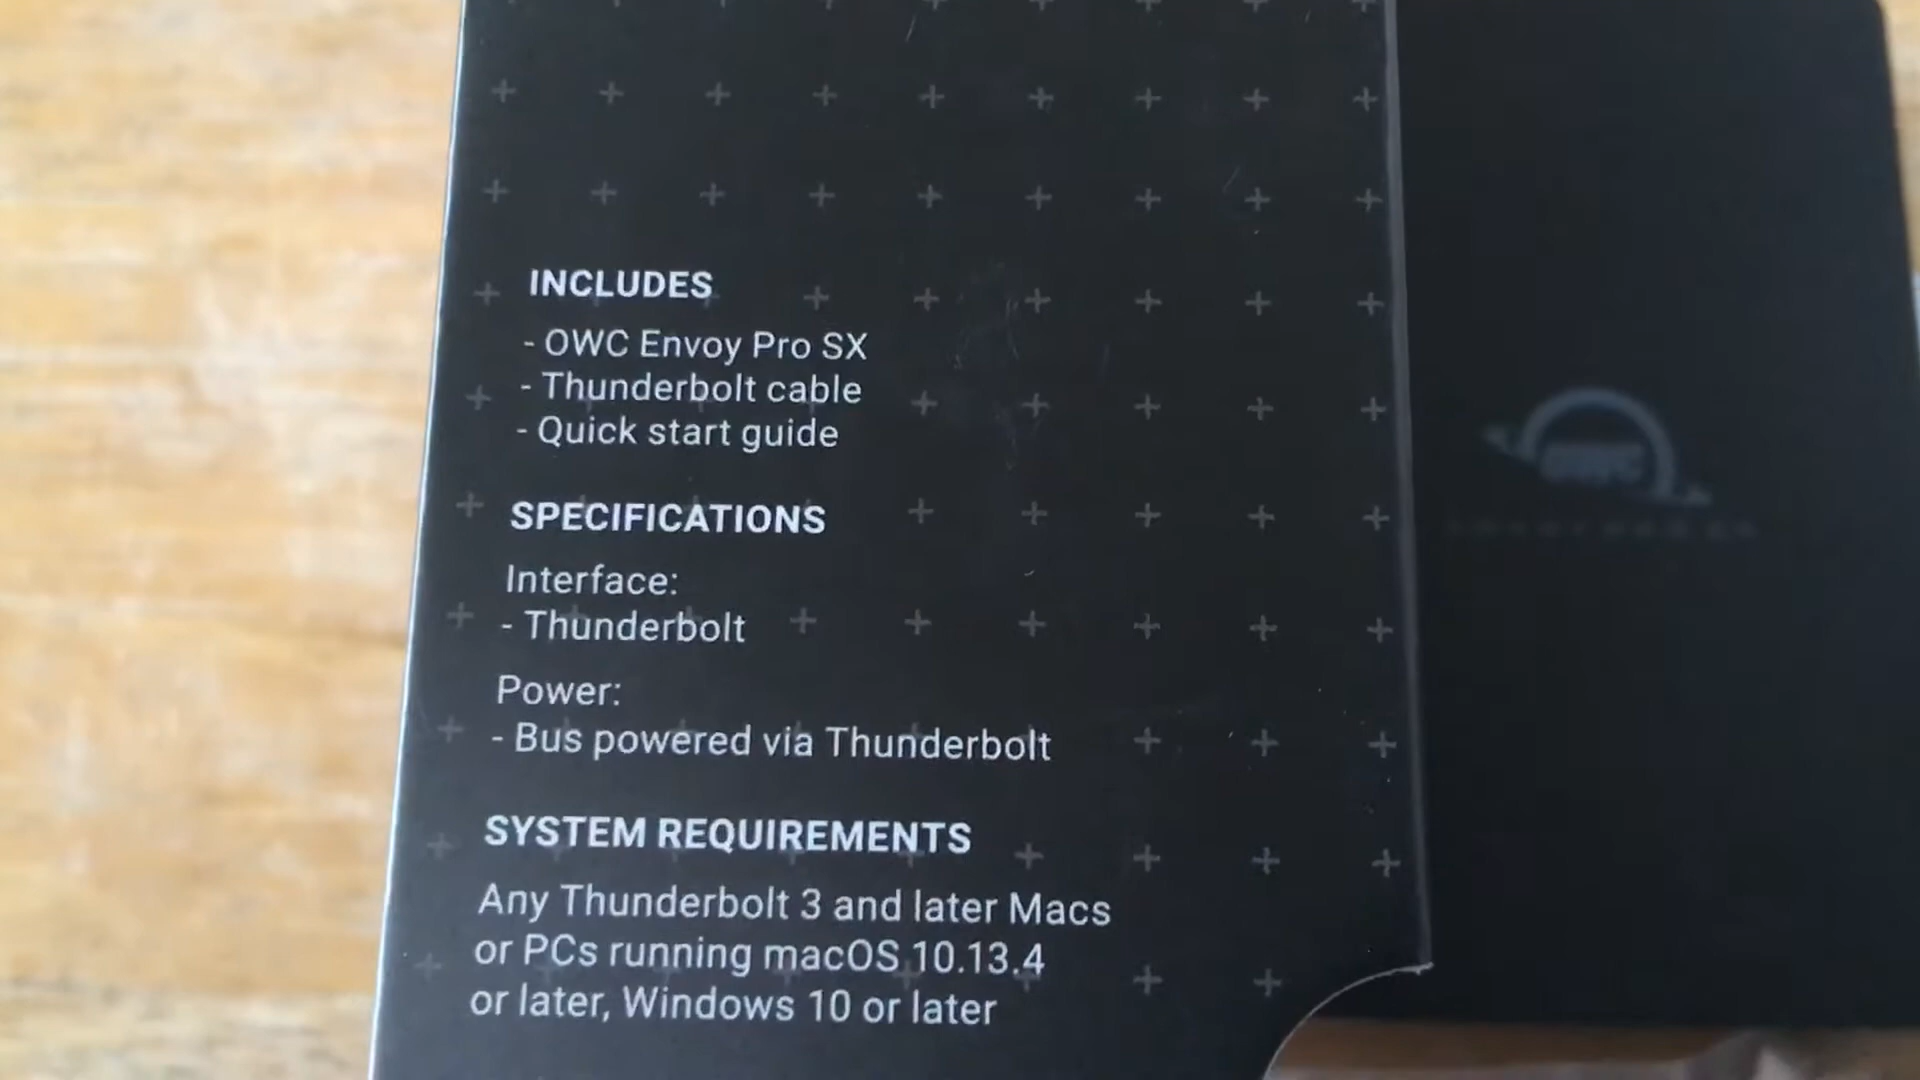 INCLUDES
- OWC Envoy Pro SX
- Thunderbolt cable
- Quick start guide
SPECIFICATIONS
Interface:
- Thunderbolt
Power:
- Bus powered via Thunderbolt
SYSTEM REQUIREMENTS
Any Thunderbolt 3 and later Macs
or PCs running macOS 10.13.4
or later, Windows 10 or later
OWC